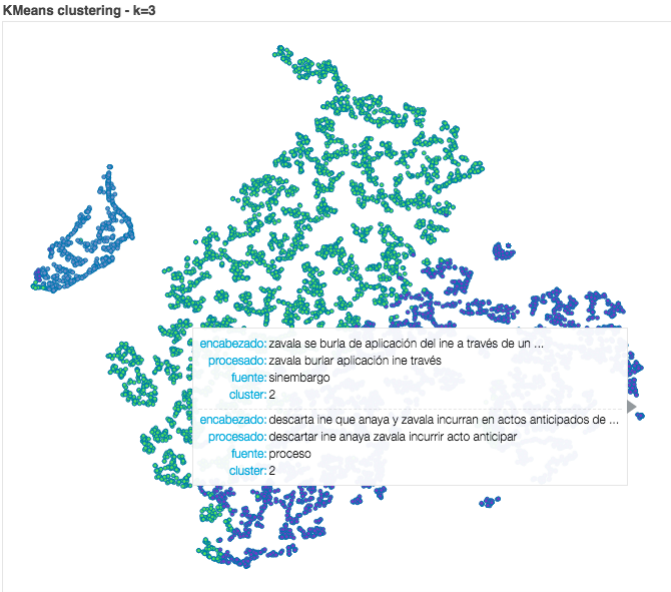 KMeans clustering - k=3
encabezado: zavala se burla de aplicación del ine a través de un ...
procesado: zavala burlar aplicación ine través
fuente: sinembargo
cluster: 2
encabezado: descarta ine que anaya y zavala incurran en actos anticipados de ...
procesado: descartar ine anaya zavala incurrir acto anticipar
fuente: proceso
cluster: 2